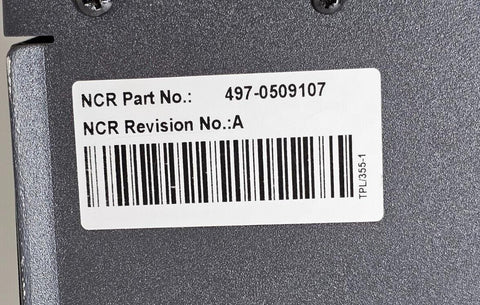 NCR Part No.: 497-0509107
NCR Revision No.:A
TPL/355-1